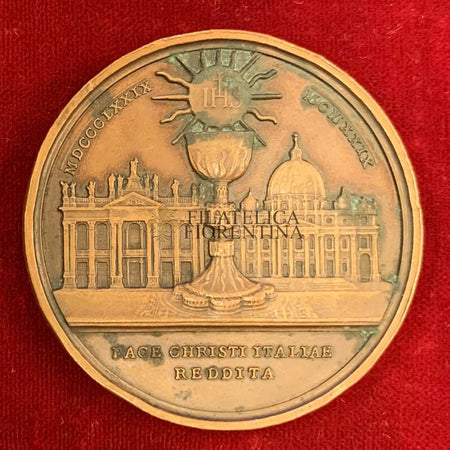 MDCCCLXXIX
MCMXXIX
IHS
FILATELICA
FIORENTINA
PACE CHRISTI ITALIAE
REDDITA